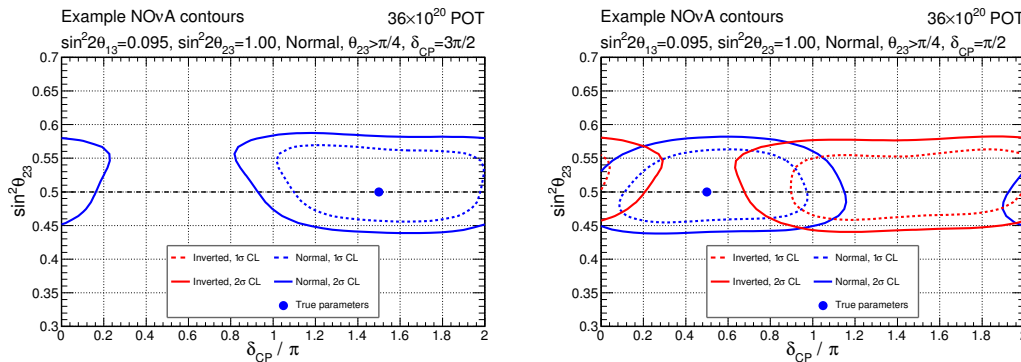 Example NOνA contours 36×10²⁰ POT
sin²2θ₁₃=0.095, sin²2θ₂₃=1.00, Normal, θ₂₃>π/4, δ_CP=3π/2
0.7
0.65
0.6
0.55
0.5
0.45
0.4
0.35
0.3
sin²θ₂₃
Inverted, 1σ CL Normal, 1σ CL
Inverted, 2σ CL Normal, 2σ CL
True parameters
0 0.2 0.4 0.6 0.8 1 1.2 1.4 1.6 1.8 2
δ_CP / π
Example NOνA contours 36×10²⁰ POT
sin²2θ₁₃=0.095, sin²2θ₂₃=1.00, Normal, θ₂₃>π/4, δ_CP=π/2
0.7
0.65
0.6
0.55
0.5
0.45
0.4
0.35
0.3
sin²θ₂₃
Inverted, 1σ CL Normal, 1σ CL
Inverted, 2σ CL Normal, 2σ CL
True parameters
0 0.2 0.4 0.6 0.8 1 1.2 1.4 1.6 1.8 2
δ_CP / π